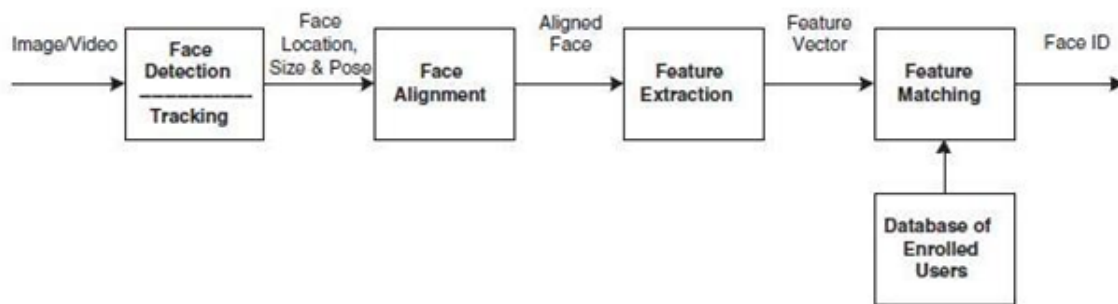 Image/Video
Face
Detection
Tracking
Face
Location,
Size & Pose
Face
Alignment
Aligned
Face
Feature
Extraction
Feature
Vector
Feature
Matching
Face ID
Database of
Enrolled
Users